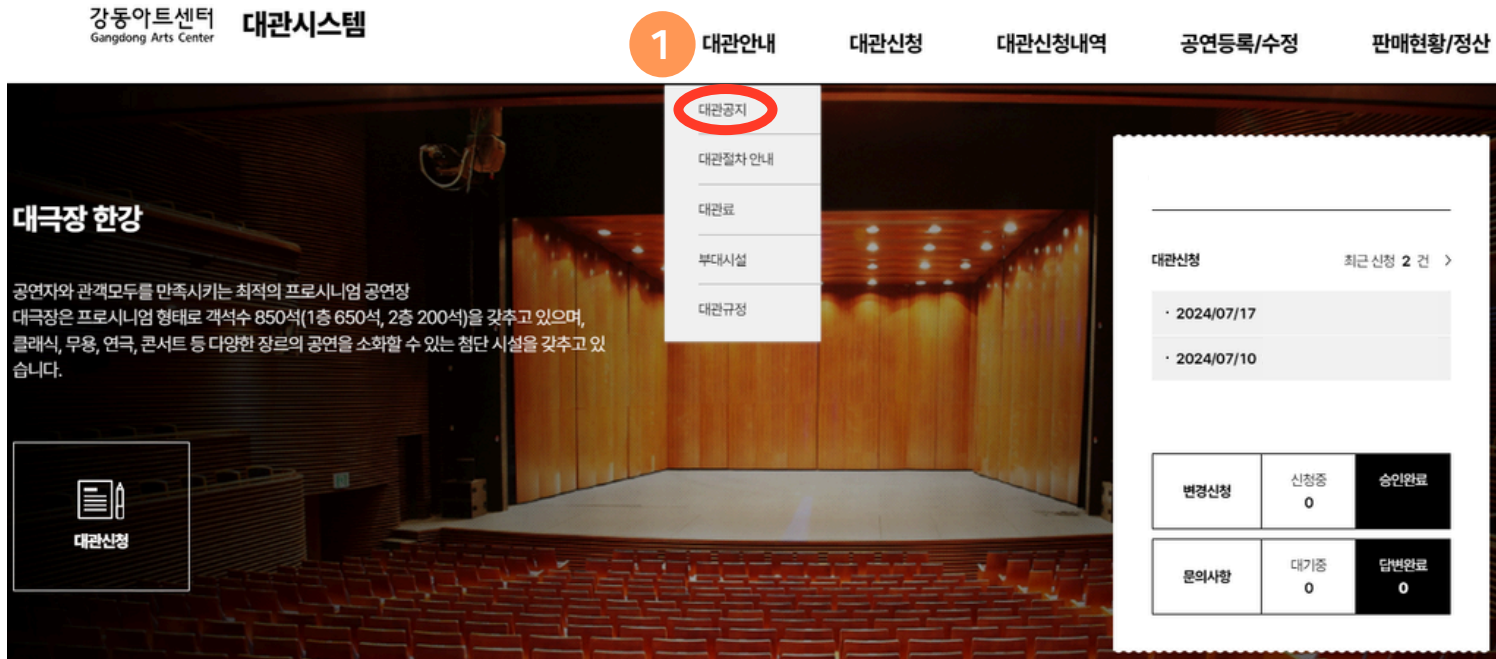 강동아트센터
Gangdong Arts Center
대관시스템
1
대관안내
대관신청
대관신청내역
공연등록/수정
판매현황/정산
대관공지
대관절차 안내
대관료
부대시설
대관규정
대극장 한강
공연자와 관객모두를 만족시키는 최적의 프로시니엄 공연장
대극장은 프로시니엄 형태로 객석수 850석(1층 650석, 2층 200석)을 갖추고 있으며,
클래식, 무용, 연극, 콘서트 등 다양한 장르의 공연을 소화할 수 있는 첨단 시설을 갖추고 있
습니다.
대관신청
대관신청 최근 신청 2 건 >
· 2024/07/17
· 2024/07/10
변경신청
신청중
0
승인완료
문의사항
대기중
0
답변완료
0